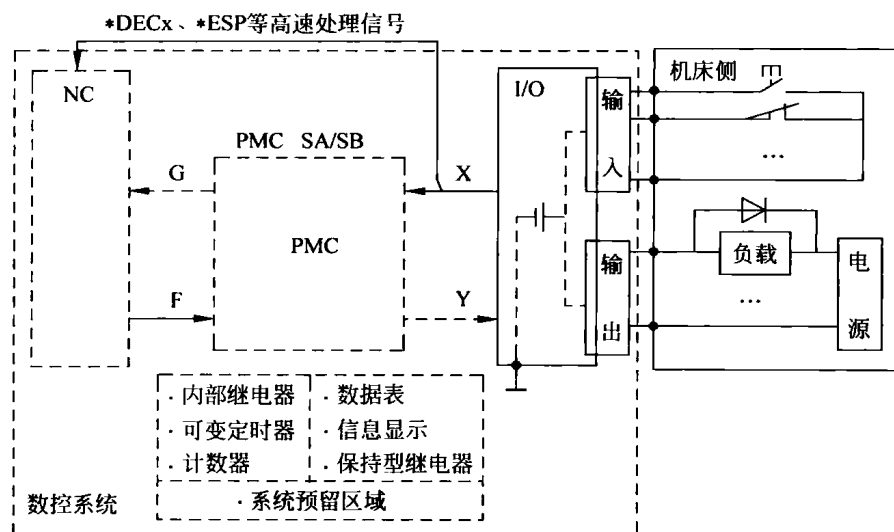 *DECx、*ESP等高速处理信号
NC
I/O
输入
机床侧
PMC SA/SB
G
X
PMC
...
F
Y
输出
负载
...
电源
·内部继电器
·可变定时器
·计数器
·数据表
·信息显示
·保持型继电器
·系统预留区域
数控系统